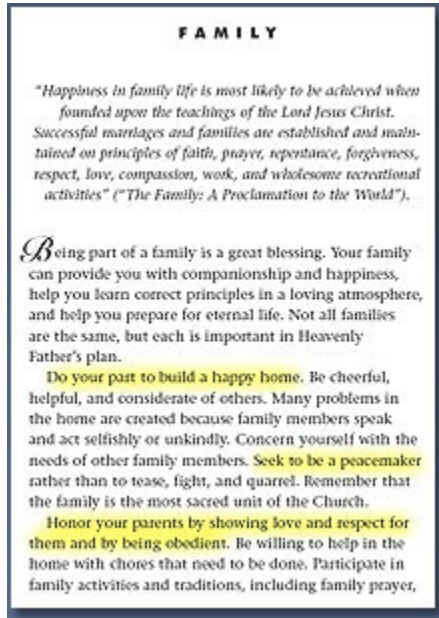 FAMILY
"Happiness in family life is most likely to be achieved when
founded upon the teachings of the Lord Jesus Christ.
Successful marriages and families are established and main-
tained on principles of faith, prayer, repentance, forgiveness,
respect, love, compassion, work, and wholesome recreational
activities" ("The Family: A Proclamation to the World").
Being part of a family is a great blessing. Your family
can provide you with companionship and happiness,
help you learn correct principles in a loving atmosphere,
and help you prepare for eternal life. Not all families
are the same, but each is important in Heavenly
Father's plan.
Do your part to build a happy home. Be cheerful,
helpful, and considerate of others. Many problems in
the home are created because family members speak
and act selfishly or unkindly. Concern yourself with the
needs of other family members. Seek to be a peacemaker
rather than to tease, fight, and quarrel. Remember that
the family is the most sacred unit of the Church.
Honor your parents by showing love and respect for
them and by being obedient. Be willing to help in the
home with chores that need to be done. Participate in
family activities and traditions, including family prayer,